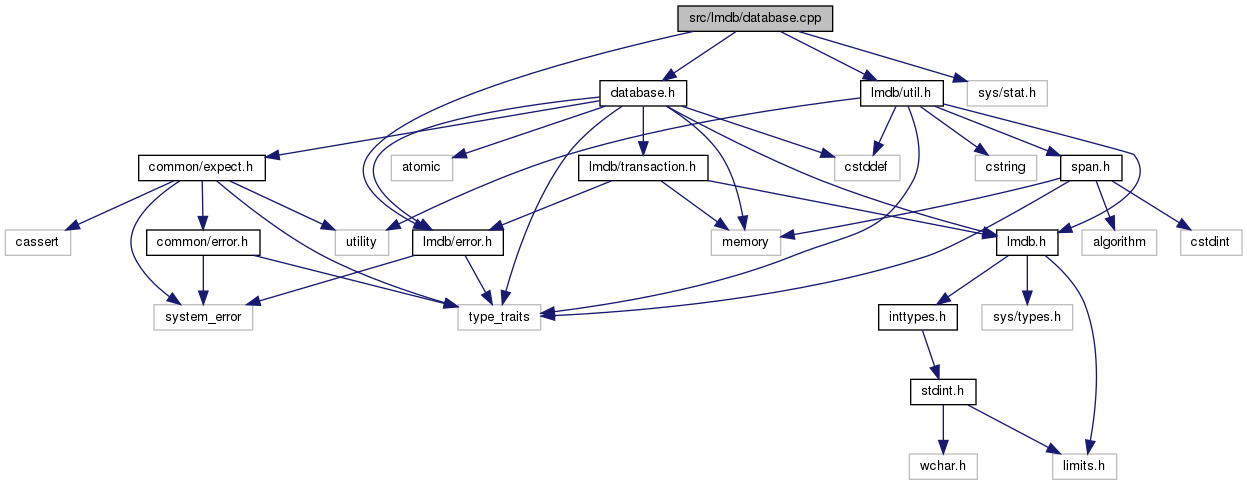 src/lmdb/database.cpp
database.h
lmdb/util.h
sys/stat.h
common/expect.h
atomic
lmdb/transaction.h
cstddef
cstring
span.h
cassert
common/error.h
utility
lmdb/error.h
memory
lmdb.h
algorithm
cstdint
system_error
type_traits
inttypes.h
sys/types.h
stdint.h
wchar.h
limits.h